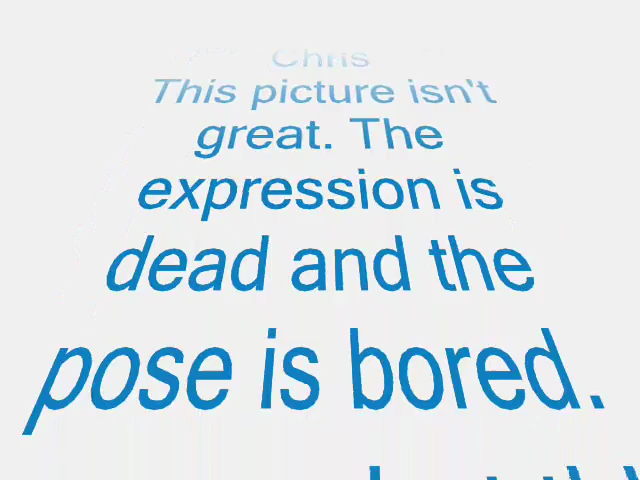 Chris
This picture isn't
great. The
expression is
dead and the
pose is bored.